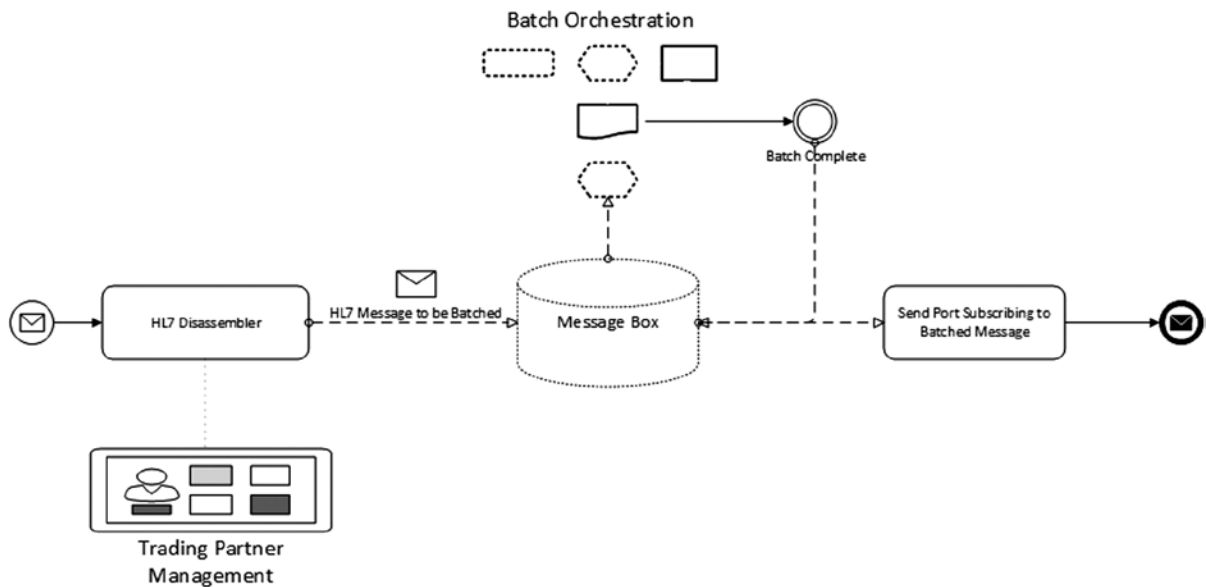 Batch Orchestration
Batch Complete
HL7 Disassembler
HL7 Message to be Batched
Message Box
Send Port Subscribing to
Batched Message
Trading Partner
Management